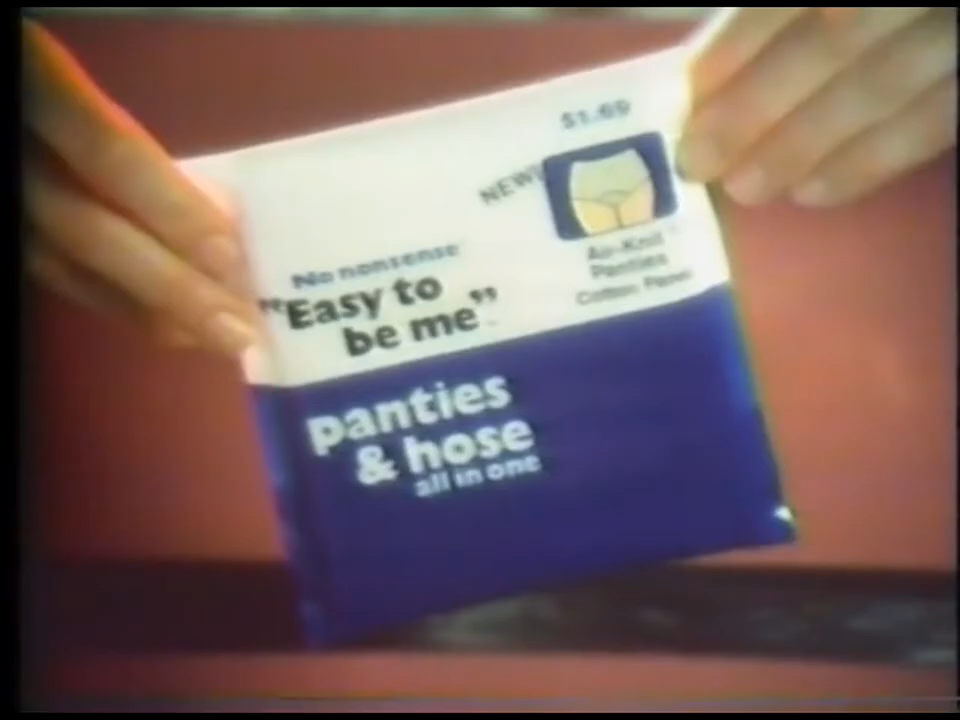 $1.69
NEW!
Air-Knit
Panties
Cotton Panel
No nonsense
"Easy to
be me"
panties
& hose
all in one